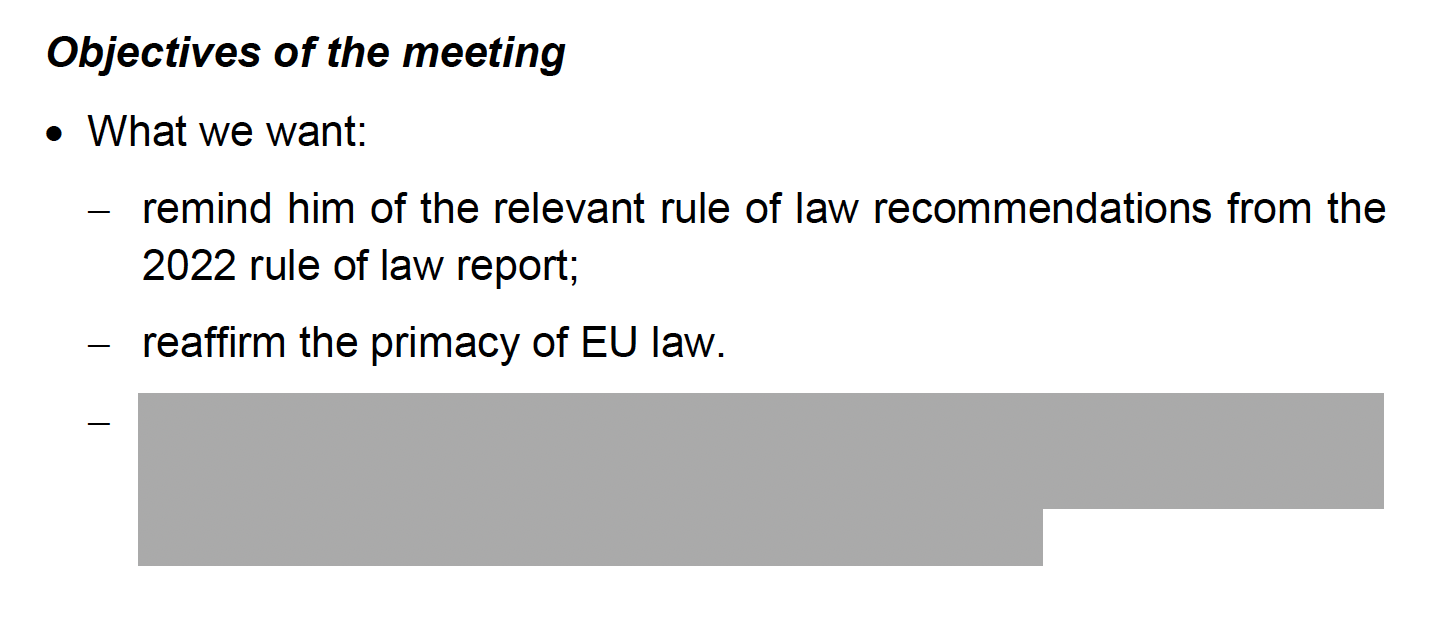 Objectives of the meeting
• What we want:
– remind him of the relevant rule of law recommendations from the
2022 rule of law report;
– reaffirm the primacy of EU law.
–